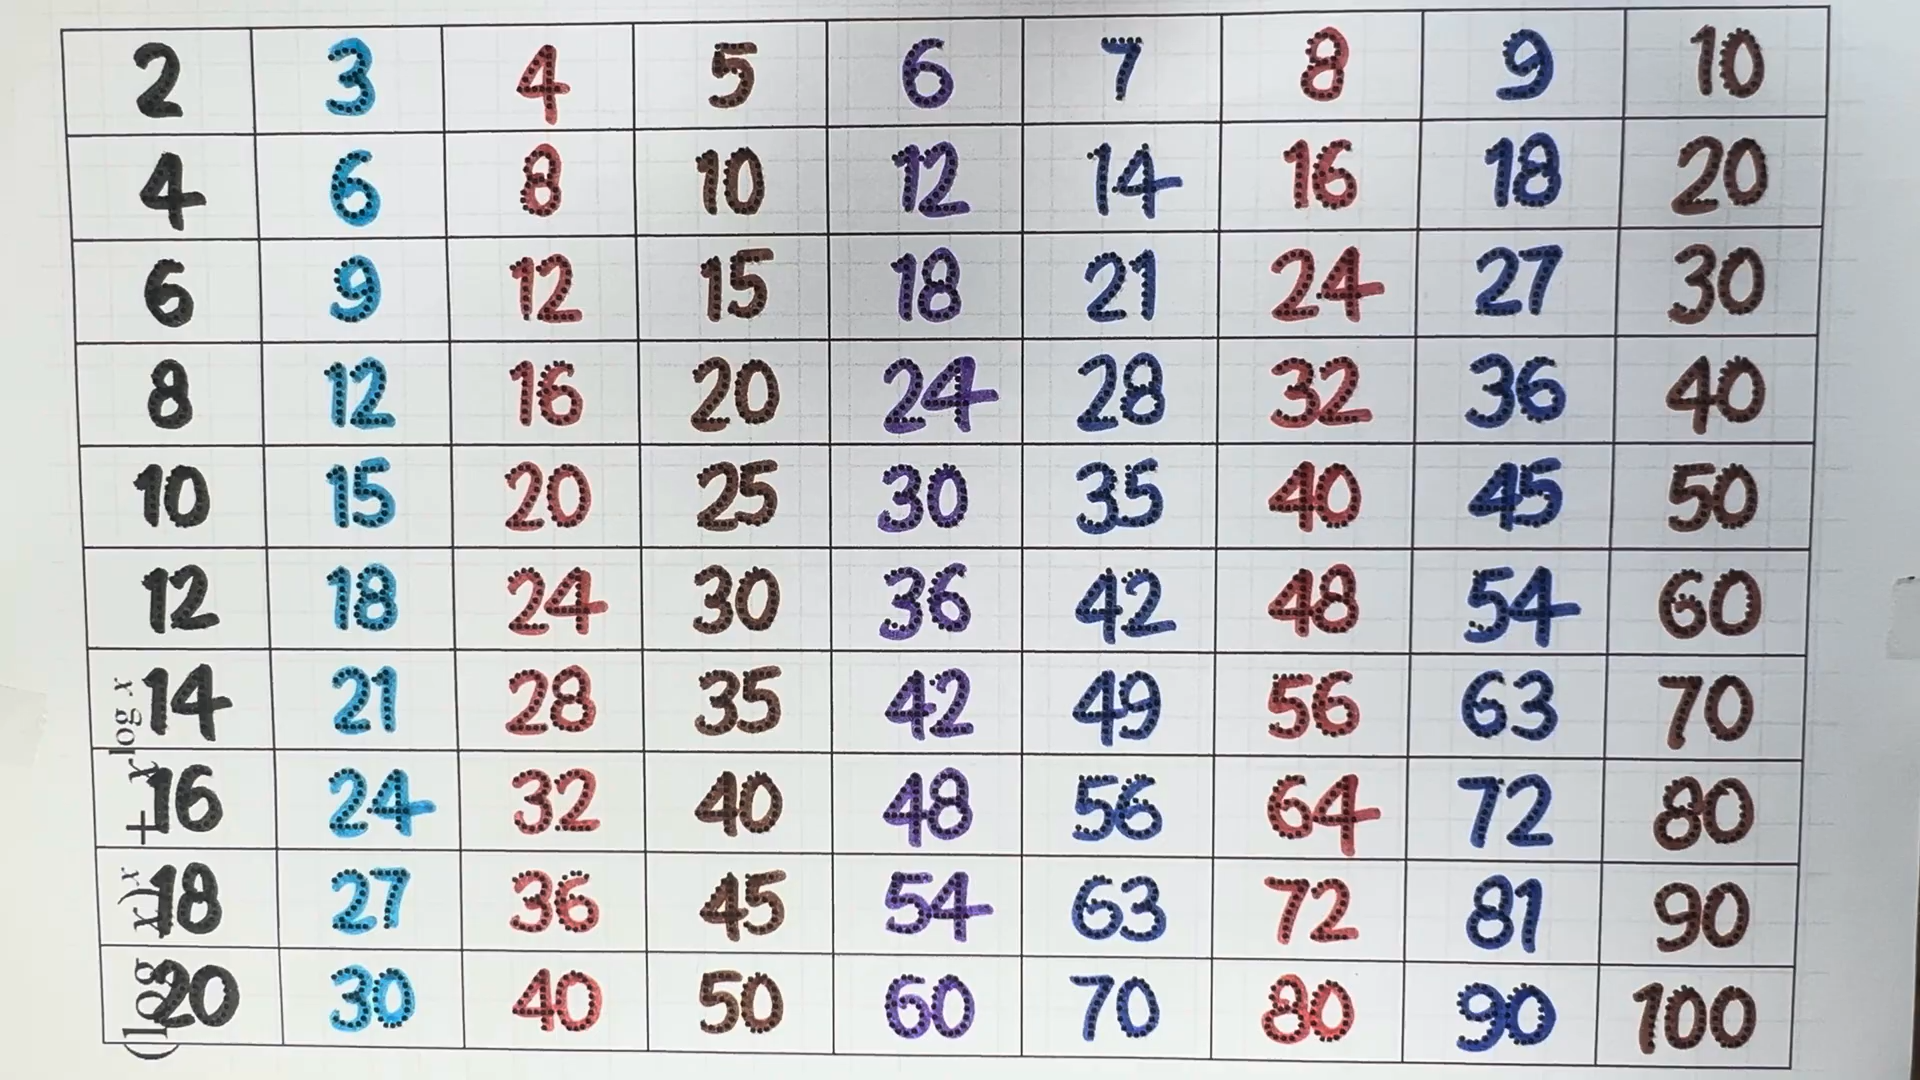 2 3 4 5 6 7 8 9 10
4 6 8 10 12 14 16 18 20
6 9 12 15 18 21 24 27 30
8 12 16 20 24 28 32 36 40
10 15 20 25 30 35 40 45 50
12 18 24 30 36 42 48 54 60
14 21 28 35 42 49 56 63 70
16 24 32 40 48 56 64 72 80
18 27 36 45 54 63 72 81 90
20 30 40 50 60 70 80 90 100
(log x)ˣ + x^log x